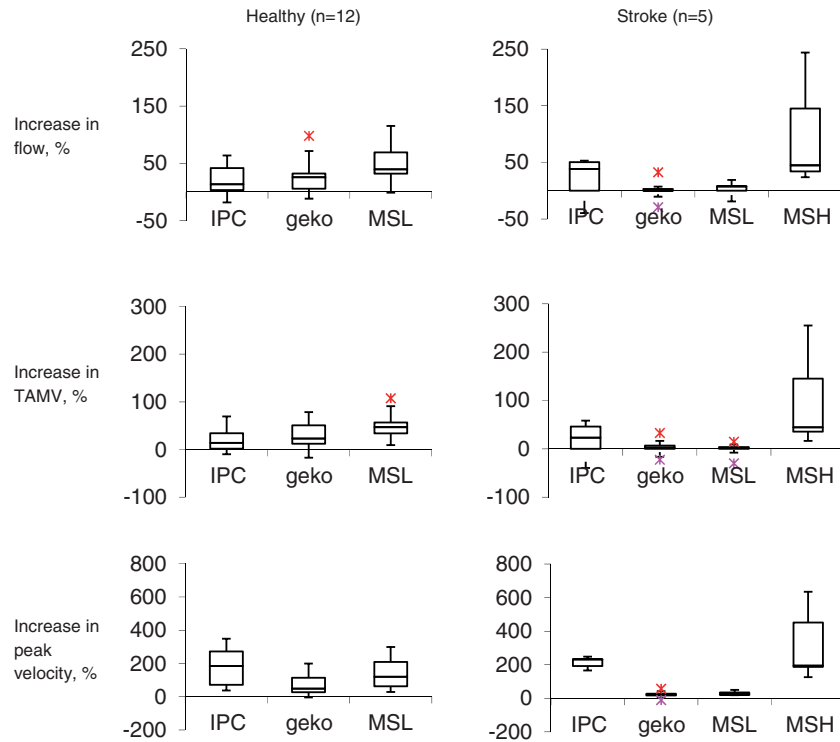 Healthy (n=12)
Stroke (n=5)
Increase in
flow, %
250
150
50
-50
IPC geko MSL
250
150
50
-50
IPC geko MSL MSH
Increase in
TAMV, %
300
200
100
0
-100
IPC geko MSL
300
200
100
0
-100
IPC geko MSL MSH
Increase in
peak
velocity, %
800
600
400
200
0
-200
IPC geko MSL
800
600
400
200
0
-200
IPC geko MSL MSH